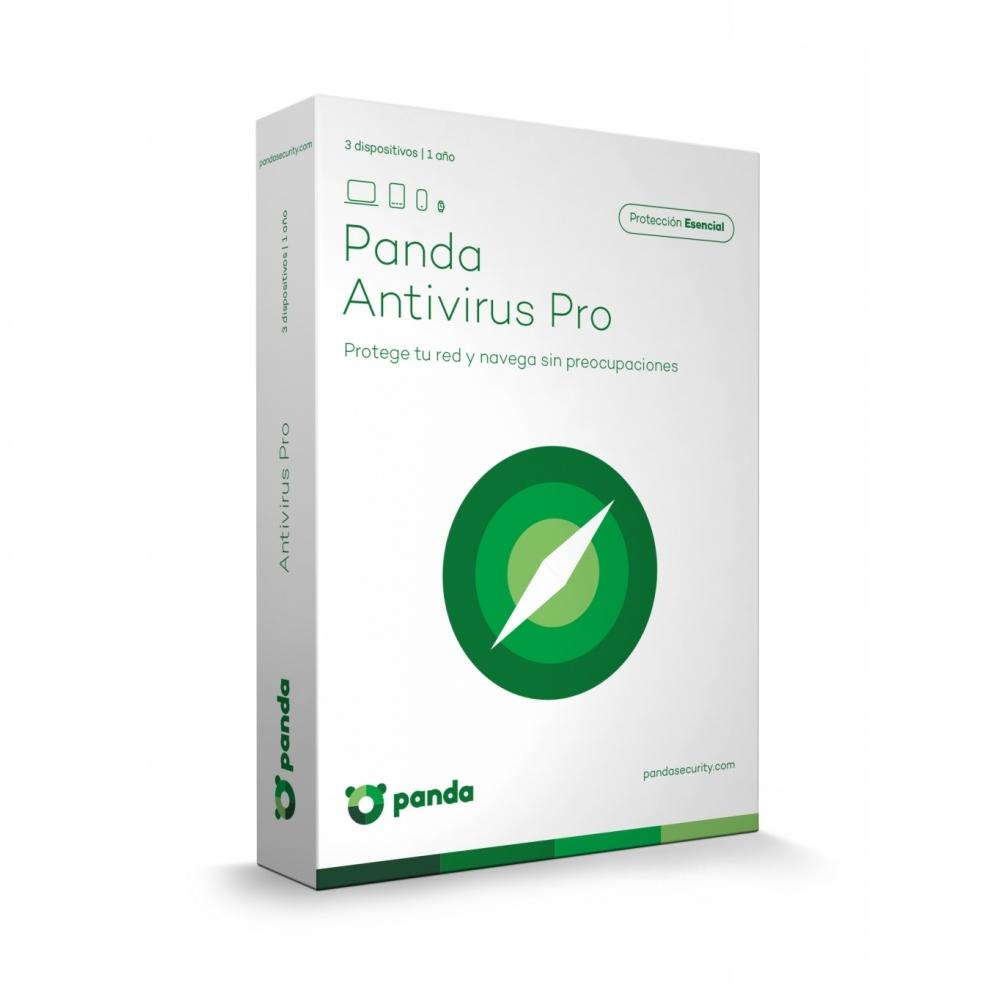 pandasecurity.com
3 dispositivos | 1 año
Antivirus Pro
panda
3 dispositivos | 1 año
Protección Esencial
Panda
Antivirus Pro
Protege tu red y navega sin preocupaciones
pandasecurity.com
panda